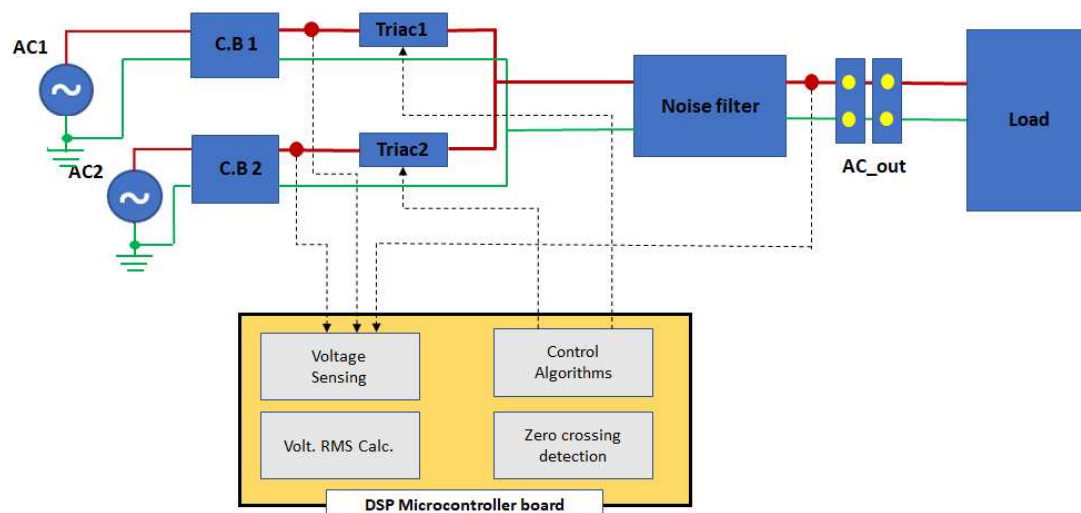 AC1
C.B 1
Triac1
AC2
C.B 2
Triac2
Noise filter
AC_out
Load
Voltage
Sensing
Control
Algorithms
Volt. RMS Calc.
Zero crossing
detection
DSP Microcontroller board